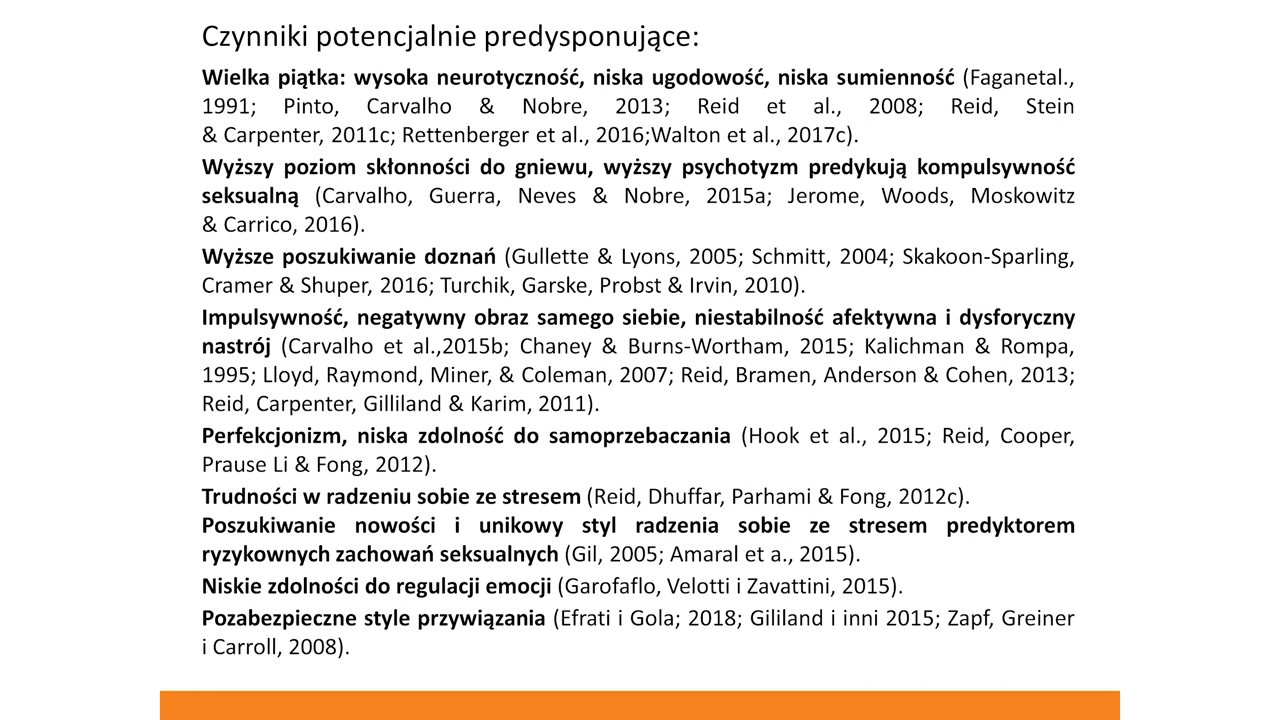 Czynniki potencjalnie predysponujące:
Wielka piątka: wysoka neurotyczność, niska ugodowość, niska sumienność (Faganetal.,
1991; Pinto, Carvalho & Nobre, 2013; Reid et al., 2008; Reid, Stein
& Carpenter, 2011c; Rettenberger et al., 2016;Walton et al., 2017c).
Wyższy poziom skłonności do gniewu, wyższy psychotyzm predykują kompulsywność
seksualną (Carvalho, Guerra, Neves & Nobre, 2015a; Jerome, Woods, Moskowitz
& Carrico, 2016).
Wyższe poszukiwanie doznań (Gullette & Lyons, 2005; Schmitt, 2004; Skakoon-Sparling,
Cramer & Shuper, 2016; Turchik, Garske, Probst & Irvin, 2010).
Impulsywność, negatywny obraz samego siebie, niestabilność afektywna i dysforyczny
nastrój (Carvalho et al.,2015b; Chaney & Burns-Wortham, 2015; Kalichman & Rompa,
1995; Lloyd, Raymond, Miner, & Coleman, 2007; Reid, Bramen, Anderson & Cohen, 2013;
Reid, Carpenter, Gilliland & Karim, 2011).
Perfekcjonizm, niska zdolność do samoprzebaczania (Hook et al., 2015; Reid, Cooper,
Prause Li & Fong, 2012).
Trudności w radzeniu sobie ze stresem (Reid, Dhuffar, Parhami & Fong, 2012c).
Poszukiwanie nowości i unikowy styl radzenia sobie ze stresem predyktorem
ryzykownych zachowań seksualnych (Gil, 2005; Amaral et a., 2015).
Niskie zdolności do regulacji emocji (Garofaflo, Velotti i Zavattini, 2015).
Pozabezpieczne style przywiązania (Efrati i Gola; 2018; Gililand i inni 2015; Zapf, Greiner
i Carroll, 2008).